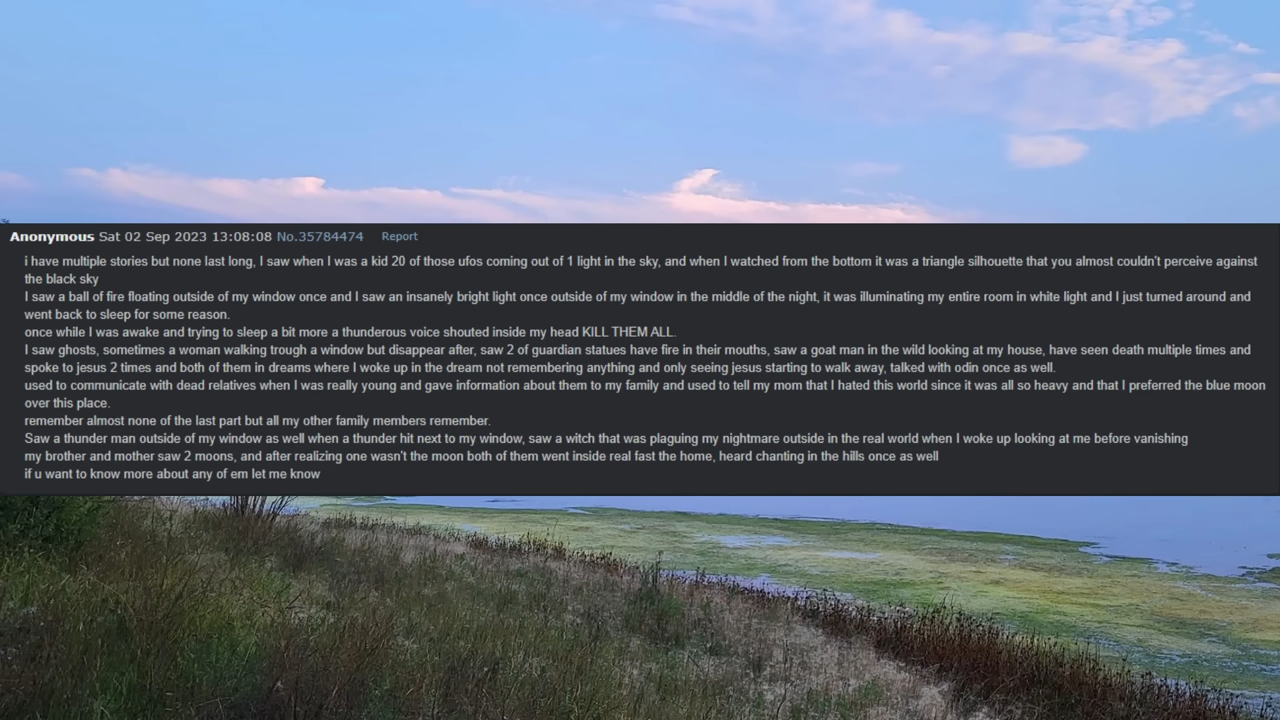 Anonymous Sat 02 Sep 2023 13:08:08 No.35784474 Report
i have multiple stories but none last long, I saw when I was a kid 20 of those ufos coming out of 1 light in the sky, and when I watched from the bottom it was a triangle silhouette that you almost couldn't perceive against
the black sky
I saw a ball of fire floating outside of my window once and I saw an insanely bright light once outside of my window in the middle of the night, it was illuminating my entire room in white light and I just turned around and
went back to sleep for some reason.
once while I was awake and trying to sleep a bit more a thunderous voice shouted inside my head KILL THEM ALL.
I saw ghosts, sometimes a woman walking trough a window but disappear after, saw 2 of guardian statues have fire in their mouths, saw a goat man in the wild looking at my house, have seen death multiple times and
spoke to jesus 2 times and both of them in dreams where I woke up in the dream not remembering anything and only seeing jesus starting to walk away, talked with odin once as well.
used to communicate with dead relatives when I was really young and gave information about them to my family and used to tell my mom that I hated this world since it was all so heavy and that I preferred the blue moon
over this place.
remember almost none of the last part but all my other family members remember.
Saw a thunder man outside of my window as well when a thunder hit next to my window, saw a witch that was plaguing my nightmare outside in the real world when I woke up looking at me before vanishing
my brother and mother saw 2 moons, and after realizing one wasn't the moon both of them went inside real fast the home, heard chanting in the hills once as well
if u want to know more about any of em let me know